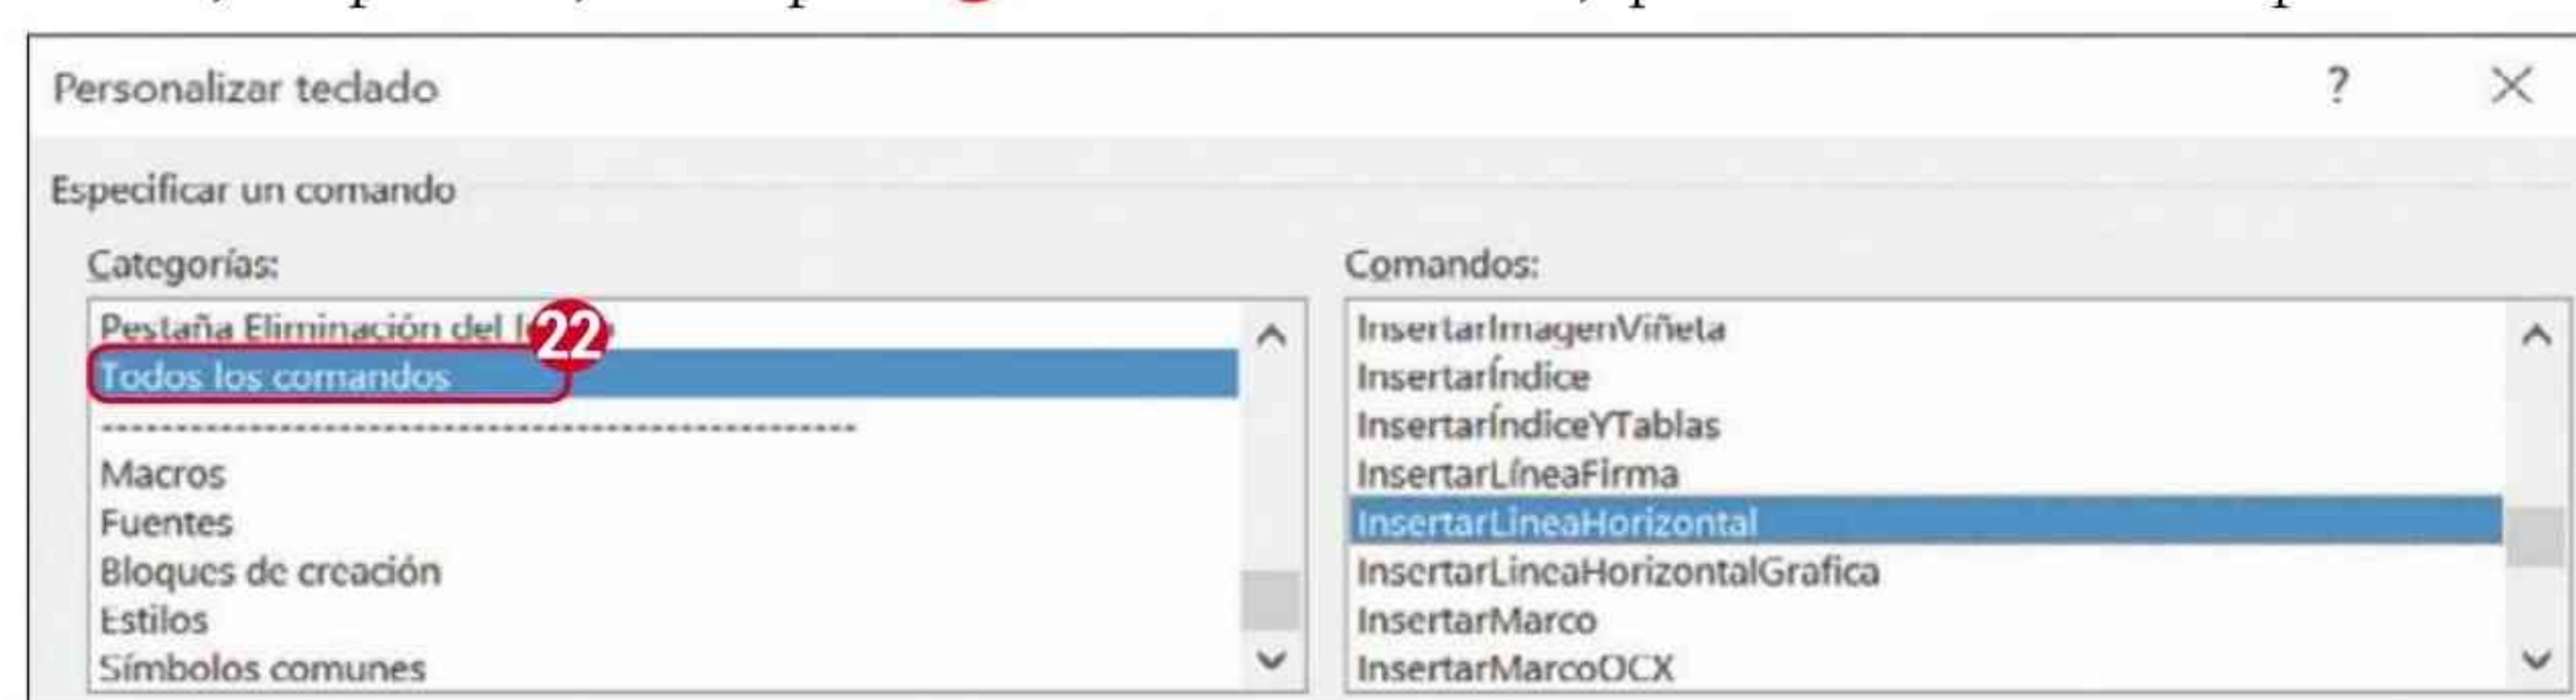 Personalizar teclado
?
Especificar un comando
Categorías:
Pestaña Eliminación del
22
Todos los comandos
Macros
Fuentes
Bloques de creación
Estilos
Símbolos comunes
Comandos:
InsertarImagenViñeta
InsertarÍndice
InsertarÍndiceYTablas
InsertarLíneaFirma
InsertarLineaHorizontal
InsertarLineaHorizontalGrafica
InsertarMarco
InsertarMarcoOCX